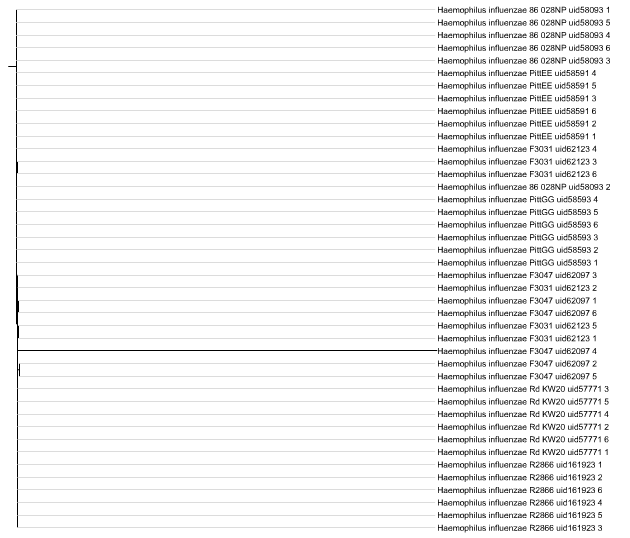 Haemophilus influenzae 86 028NP uid58093 1
Haemophilus influenzae 86 028NP uid58093 5
Haemophilus influenzae 86 028NP uid58093 4
Haemophilus influenzae 86 028NP uid58093 6
Haemophilus influenzae 86 028NP uid58093 3
Haemophilus influenzae PittEE uid58591 4
Haemophilus influenzae PittEE uid58591 5
Haemophilus influenzae PittEE uid58591 3
Haemophilus influenzae PittEE uid58591 6
Haemophilus influenzae PittEE uid58591 2
Haemophilus influenzae PittEE uid58591 1
Haemophilus influenzae F3031 uid62123 4
Haemophilus influenzae F3031 uid62123 3
Haemophilus influenzae F3031 uid62123 6
Haemophilus influenzae 86 028NP uid58093 2
Haemophilus influenzae PittGG uid58593 4
Haemophilus influenzae PittGG uid58593 5
Haemophilus influenzae PittGG uid58593 6
Haemophilus influenzae PittGG uid58593 3
Haemophilus influenzae PittGG uid58593 2
Haemophilus influenzae PittGG uid58593 1
Haemophilus influenzae F3047 uid62097 3
Haemophilus influenzae F3031 uid62123 2
Haemophilus influenzae F3047 uid62097 1
Haemophilus influenzae F3047 uid62097 6
Haemophilus influenzae F3031 uid62123 5
Haemophilus influenzae F3031 uid62123 1
Haemophilus influenzae F3047 uid62097 4
Haemophilus influenzae F3047 uid62097 2
Haemophilus influenzae F3047 uid62097 5
Haemophilus influenzae Rd KW20 uid57771 3
Haemophilus influenzae Rd KW20 uid57771 5
Haemophilus influenzae Rd KW20 uid57771 4
Haemophilus influenzae Rd KW20 uid57771 2
Haemophilus influenzae Rd KW20 uid57771 6
Haemophilus influenzae Rd KW20 uid57771 1
Haemophilus influenzae R2866 uid161923 1
Haemophilus influenzae R2866 uid161923 2
Haemophilus influenzae R2866 uid161923 6
Haemophilus influenzae R2866 uid161923 4
Haemophilus influenzae R2866 uid161923 5
Haemophilus influenzae R2866 uid161923 3